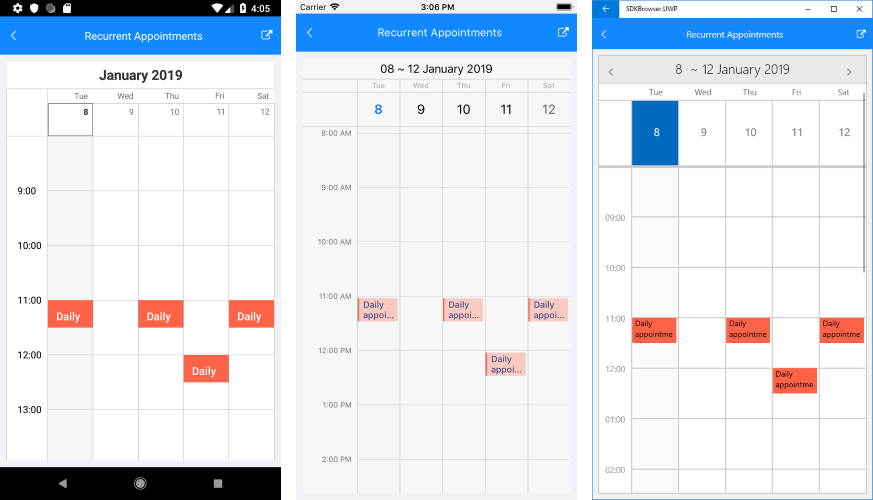 4:05
Recurrent Appointments
January 2019
Tue Wed Thu Fri Sat
8 9 10 11 12
9:00
10:00
11:00
Daily Daily Daily
12:00
Daily
13:00
Carrier 3:06 PM
Recurrent Appointments
08 ~ 12 January 2019
Tue Wed Thu Fri Sat
8 9 10 11 12
8:00 AM
9:00 AM
10:00 AM
11:00 AM
Daily Daily Daily
appoi... appoi... appoi...
12:00 PM
Daily
appoi...
1:00 PM
2:00 PM
SDKBrowser.UWP
Recurrent Appointments
8 ~ 12 January 2019
Tue Wed Thu Fri Sat
8 9 10 11 12
09:00
10:00
11:00
Daily Daily Daily
appointme appointme appointme
12:00
Daily
appointme
01:00
02:00